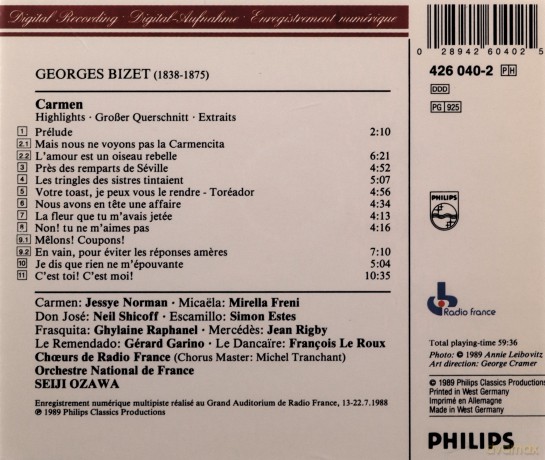 Digital Recording · Digital-Aufnahme · Enregistrement numérique
GEORGES BIZET (1838-1875)
Carmen
Highlights · Großer Querschnitt · Extraits
1 Prélude 2:10
2.1 Mais nous ne voyons pas la Carmencita
2.2 L'amour est un oiseau rebelle 6:21
3 Près des remparts de Séville 4:52
4 Les tringles des sistres tintaient 5:07
5 Votre toast, je peux vous le rendre - Toréador 4:56
6 Nous avons en tête une affaire 4:34
7 La fleur que tu m'avais jetée 4:13
8 Non! tu ne m'aimes pas 4:16
9.1 Mêlons! Coupons!
9.2 En vain, pour éviter les réponses amères 7:10
10 Je dis que rien ne m'épouvante 5:04
11 C'est toi! C'est moi! 10:35
Carmen: Jessye Norman · Micaëla: Mirella Freni
Don José: Neil Shicoff · Escamillo: Simon Estes
Frasquita: Ghylaine Raphanel · Mercédès: Jean Rigby
Le Remendado: Gérard Garino · Le Dancaïre: François Le Roux
Chœurs de Radio France (Chorus Master: Michel Tranchant)
Orchestre National de France
SEIJI OZAWA
Enregistrement numérique multipiste réalisé au Grand Auditorium de Radio France, 13-22.7.1988
℗ 1989 Philips Classics Productions
0 28942 60402 5
426 040-2 P H
DDD
PG 925
PHILIPS
Radio france
Total playing-time 59:36
Photo: © 1989 Annie Leibovitz
Art direction: George Cramer
© 1989 Philips Classics Productions
Printed in West Germany
Imprimé en Allemagne
Made in West Germany
PHILIPS
avamax